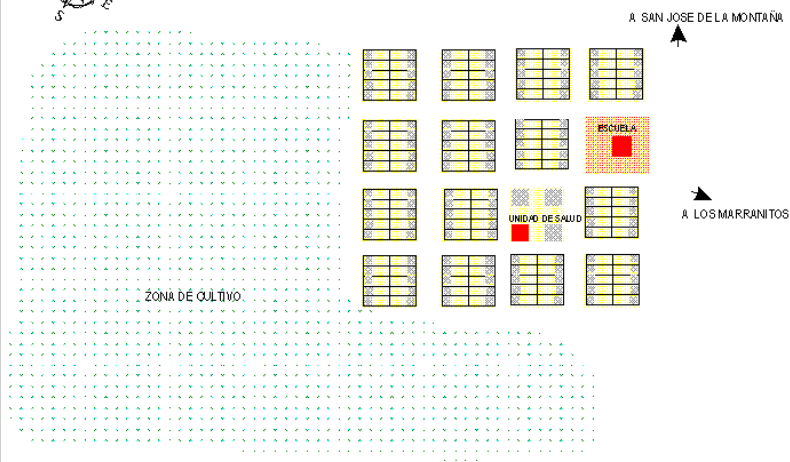 S
E
A SAN JOSE DE LA MONTAÑA
ESCUELA
UNIDAD DE SALUD
A LOS MARRANITOS
ZONA DE CULTIVO